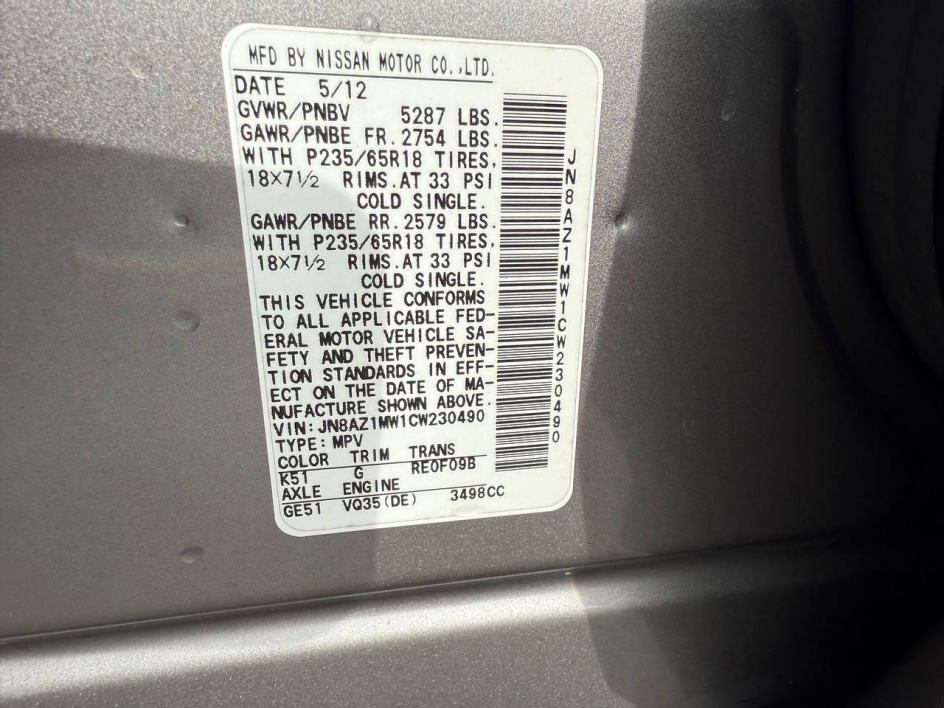 MFD BY NISSAN MOTOR CO.,LTD.
DATE 5/12
GVWR/PNBV 5287 LBS.
GAWR/PNBE FR. 2754 LBS.
WITH P235/65R18 TIRES,
18×7½ RIMS. AT 33 PSI
COLD SINGLE.
GAWR/PNBE RR. 2579 LBS.
WITH P235/65R18 TIRES,
18×7½ RIMS. AT 33 PSI
COLD SINGLE.
THIS VEHICLE CONFORMS
TO ALL APPLICABLE FED-
ERAL MOTOR VEHICLE SA-
FETY AND THEFT PREVEN-
TION STANDARDS IN EFF-
ECT ON THE DATE OF MA-
NUFACTURE SHOWN ABOVE.
VIN: JN8AZ1MW1CW230490
TYPE: MPV
COLOR TRIM TRANS
K51 G RE0F09B
AXLE ENGINE
GE51 VQ35(DE) 3498CC
JN8AZ1MW1CW230490